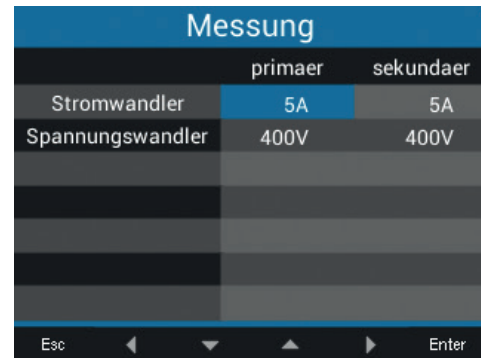 Messung
primaer sekundaer
Stromwandler 5A 5A
Spannungswandler 400V 400V
Esc Enter